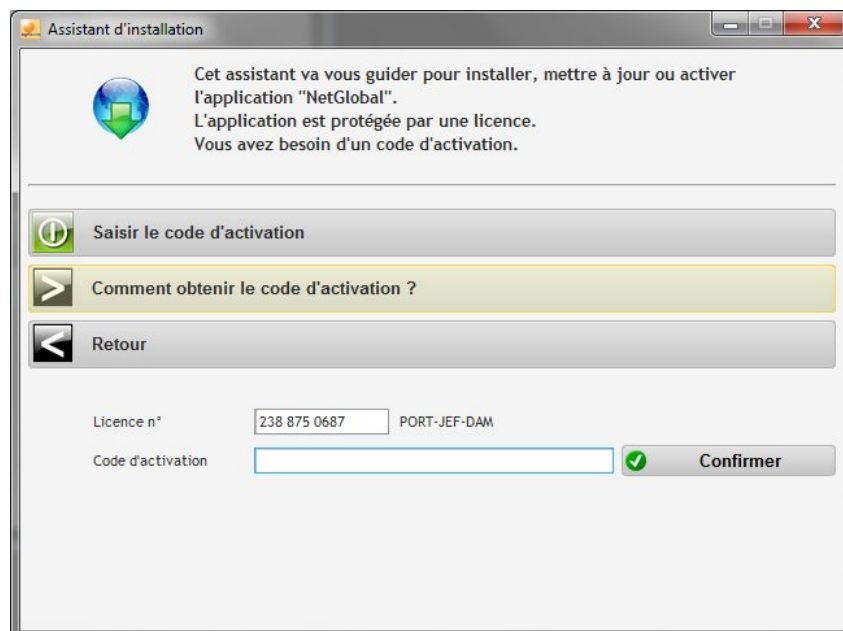 Assistant d'installation
Cet assistant va vous guider pour installer, mettre à jour ou activer
l'application "NetGlobal".
L'application est protégée par une licence.
Vous avez besoin d'un code d'activation.
Saisir le code d'activation
Comment obtenir le code d'activation ?
Retour
Licence n° 238 875 0687 PORT-JEF-DAM
Code d'activation Confirmer